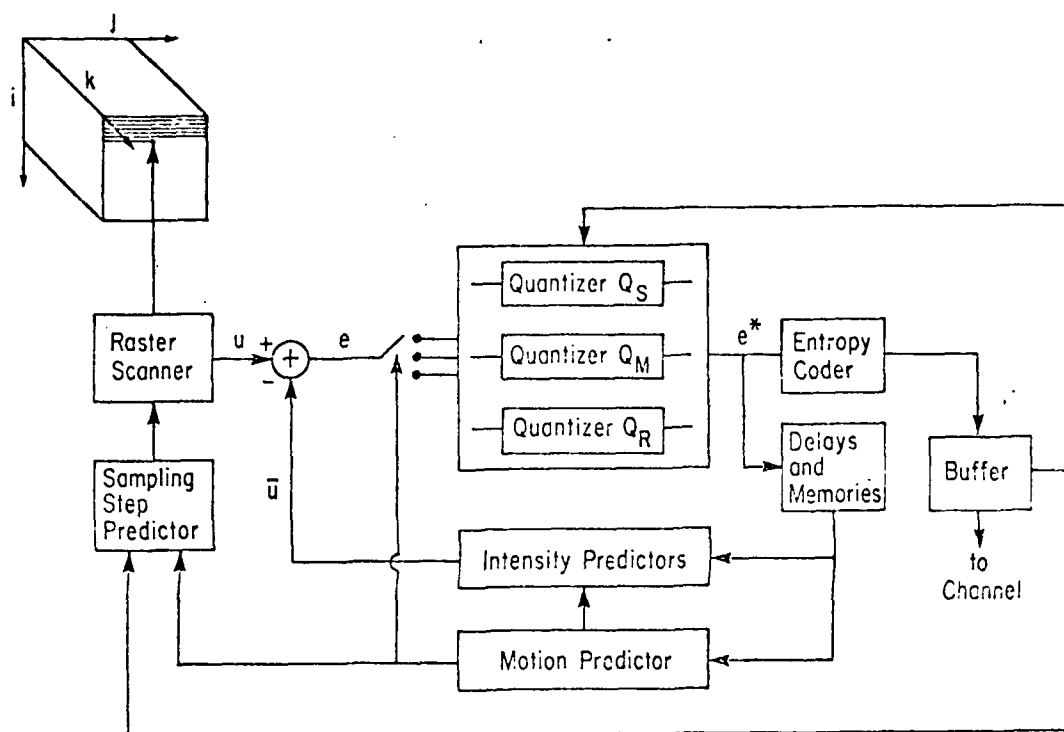 j
k
i
Quantizer Q_S
Raster
Scanner
u
+
+
-
e
Quantizer Q_M
e*
Entropy
Coder
Quantizer Q_R
Delays
and
Memories
Buffer
Sampling
Step
Predictor
ū
Intensity Predictors
to
Channel
Motion Predictor